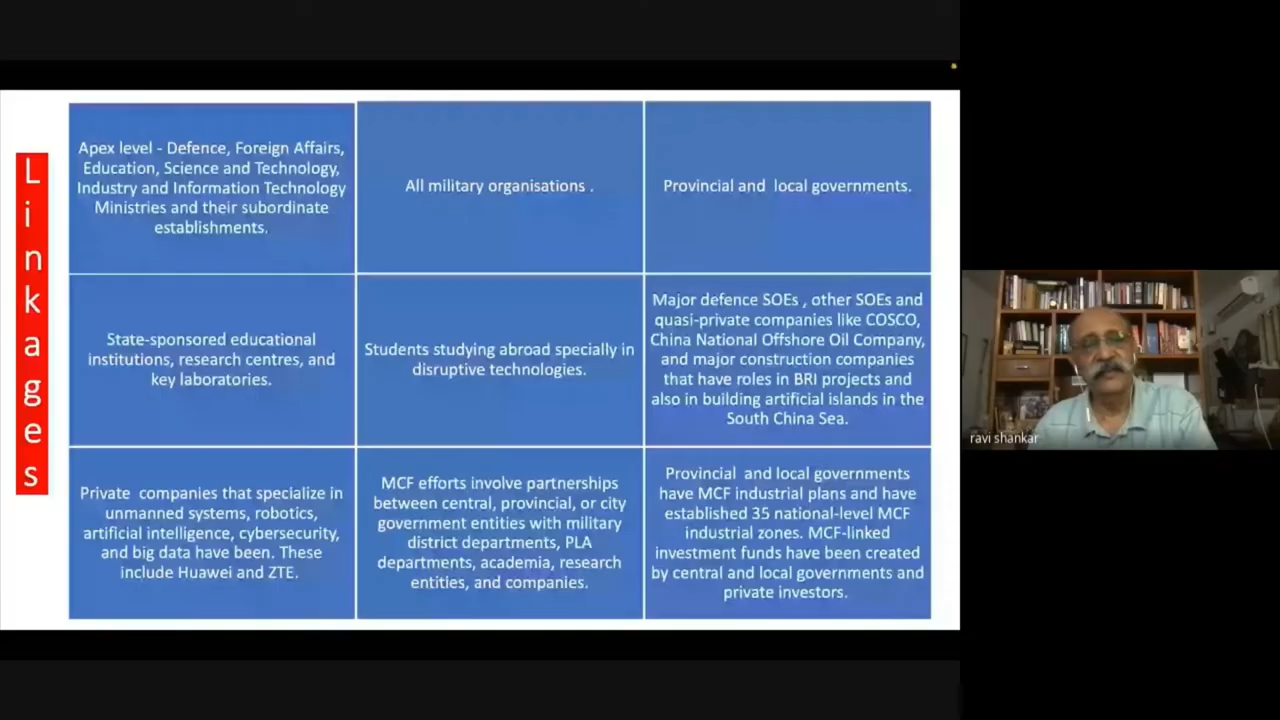 Linkages
Apex level - Defence, Foreign Affairs,
Education, Science and Technology,
Industry and Information Technology
Ministries and their subordinate
establishments.
All military organisations .
Provincial and local governments.
State-sponsored educational
institutions, research centres, and
key laboratories.
Students studying abroad specially in
disruptive technologies.
Major defence SOEs , other SOEs and
quasi-private companies like COSCO,
China National Offshore Oil Company,
and major construction companies
that have roles in BRI projects and
also in building artificial islands in the
South China Sea.
Private companies that specialize in
unmanned systems, robotics,
artificial intelligence, cybersecurity,
and big data have been. These
include Huawei and ZTE.
MCF efforts involve partnerships
between central, provincial, or city
government entities with military
district departments, PLA
departments, academia, research
entities, and companies.
Provincial and local governments
have MCF industrial plans and have
established 35 national-level MCF
industrial zones. MCF-linked
investment funds have been created
by central and local governments and
private investors.
ravi shankar